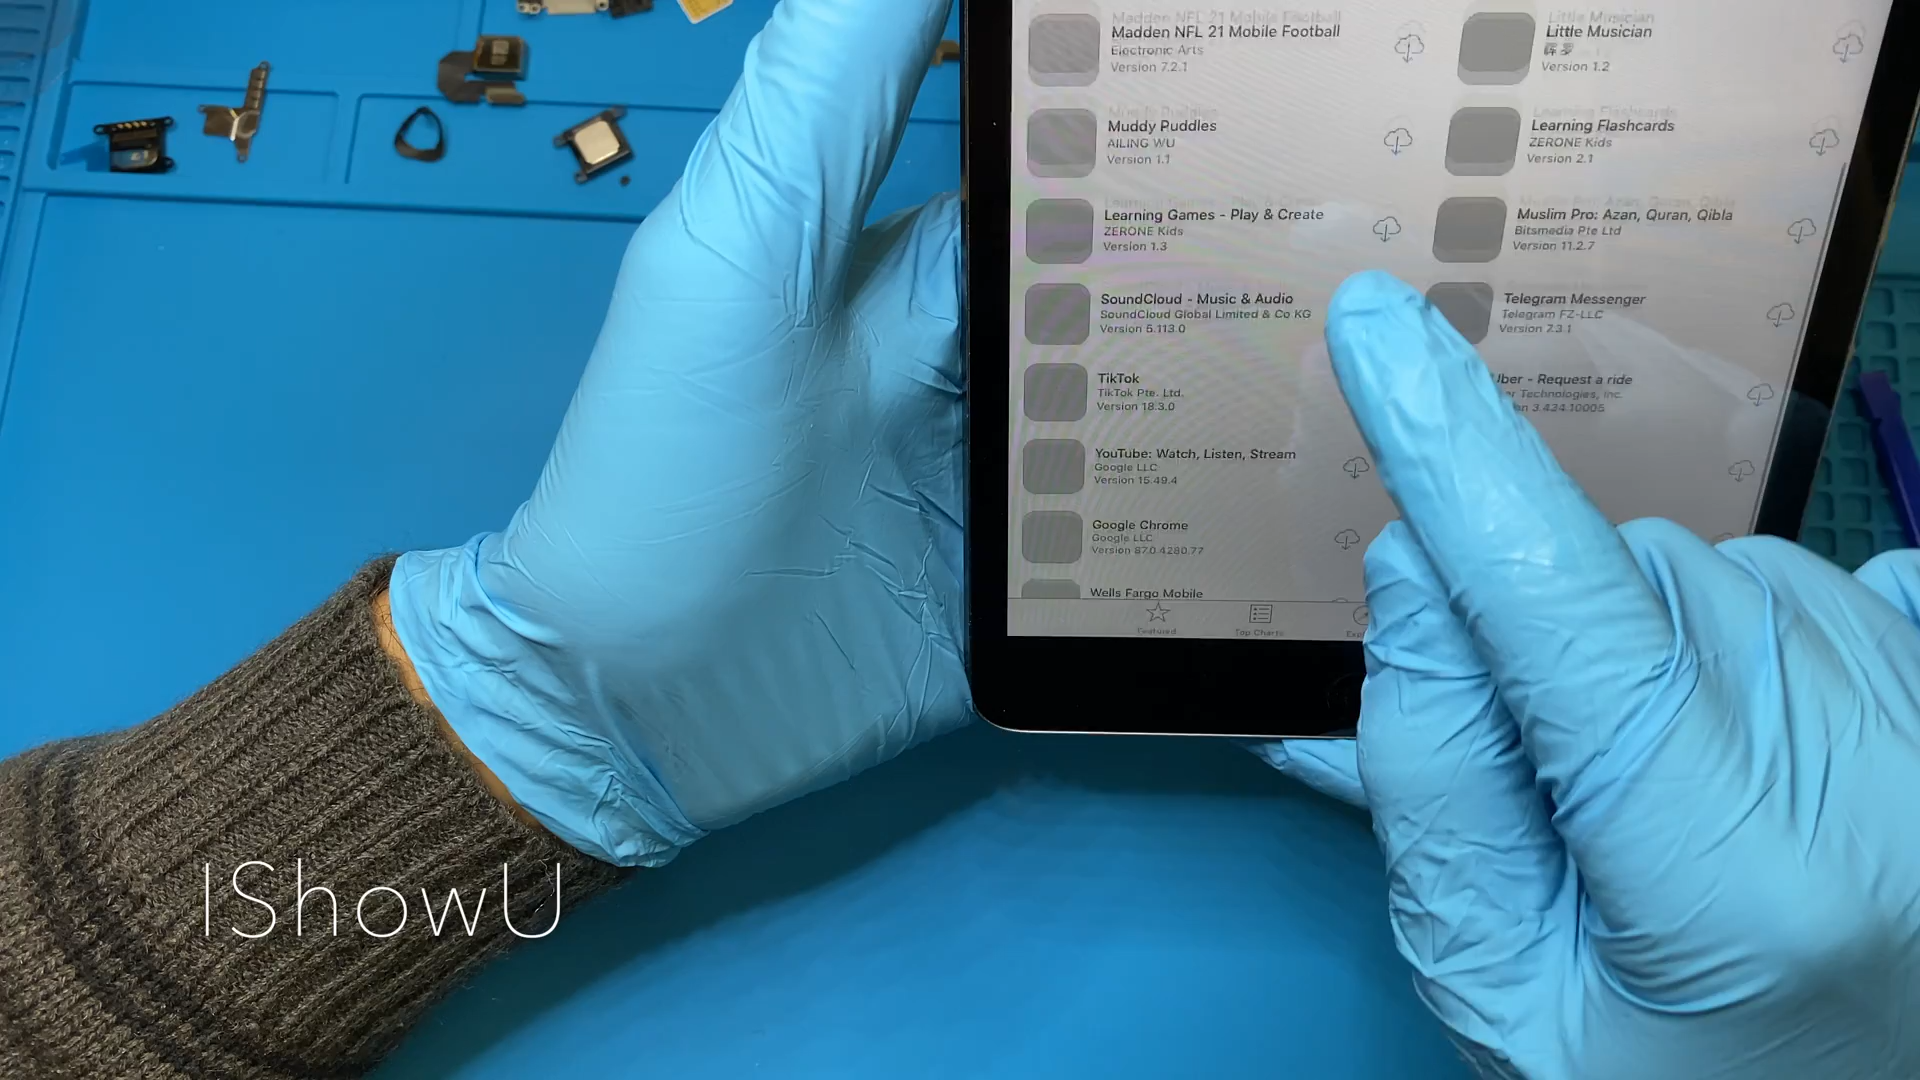 Madden NFL 21 Mobile Football
Electronic Arts
Version 7.2.1
Little Musician
Version 1.2
Muddy Puddles
AILING WU
Version 1.1
Learning Flashcards
ZERONE Kids
Version 2.1
Learning Games - Play & Create
ZERONE Kids
Version 1.3
Muslim Pro: Azan, Quran, Qibla
Bitsmedia Pte Ltd
Version 11.2.7
SoundCloud - Music & Audio
SoundCloud Global Limited & Co KG
Version 5.113.0
Telegram Messenger
Telegram FZ-LLC
Version 7.3.1
TikTok
TikTok Pte. Ltd.
Version 18.3.0
Uber - Request a ride
Technologies, Inc.
3.434.10005
YouTube: Watch, Listen, Stream
Google LLC
Version 15.49.4
Google Chrome
Google LLC
Version 87.0.4280.77
Wells Fargo Mobile
Featured
Top Charts
IShowU